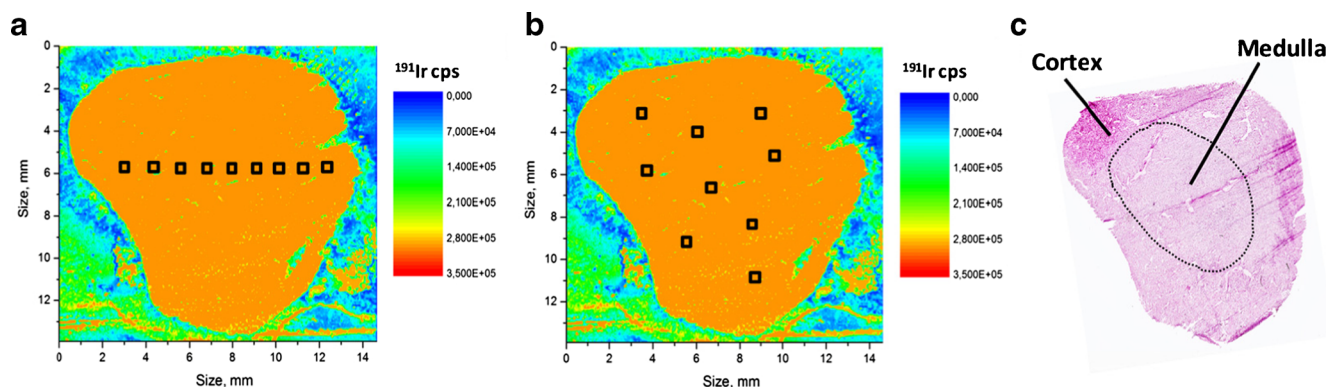 a
b
c
¹⁹¹Ir cps
0,000
7,000E+04
1,400E+05
2,100E+05
2,800E+05
3,500E+05
Size, mm
0
2
4
6
8
10
12
0 2 4 6 8 10 12 14
Size, mm
¹⁹¹Ir cps
0,000
7,000E+04
1,400E+05
2,100E+05
2,800E+05
3,500E+05
Size, mm
0
2
4
6
8
10
12
0 2 4 6 8 10 12 14
Size, mm
Medulla
Cortex